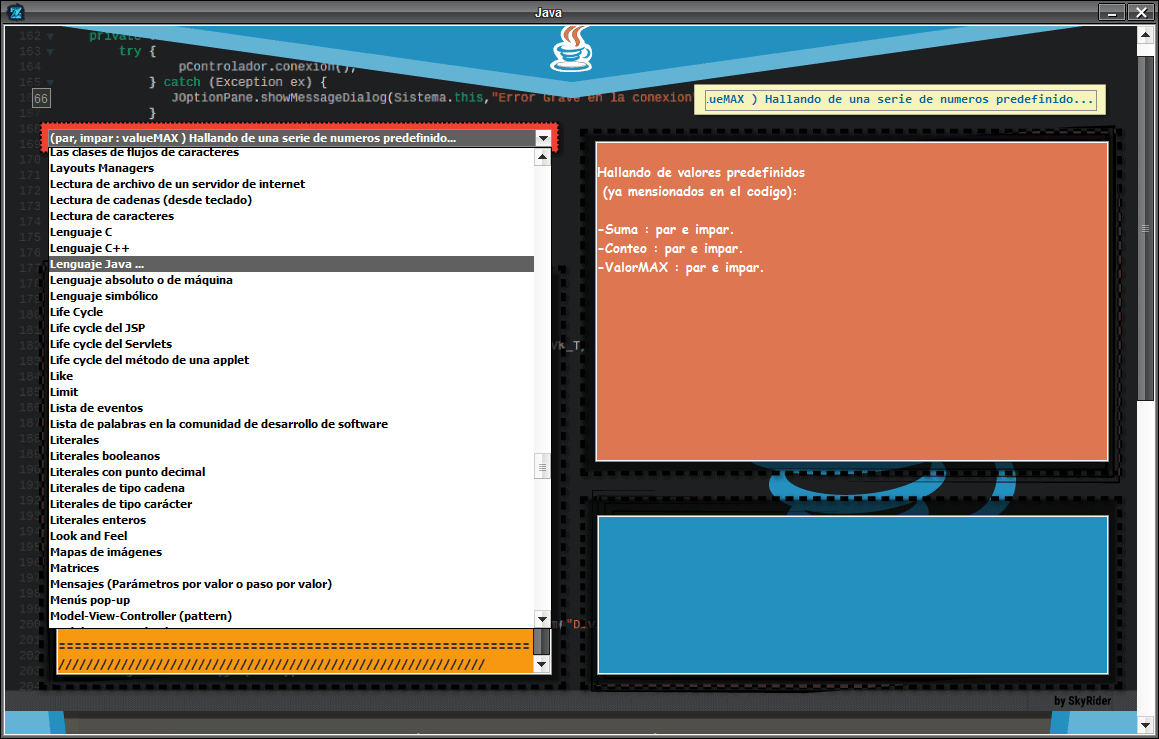 Java
162 private
163 try {
164 pControlador.conexion();
165 } catch (Exception ex) {
66 JOptionPane.showMessageDialog(Sistema.this,"Error Grave en la conexion"
}
.ueMAX ) Hallando de una serie de numeros predefinido...
(par, impar : valueMAX ) Hallando de una serie de numeros predefinido...
Las clases de flujos de caracteres
Layouts Managers
Lectura de archivo de un servidor de internet
Lectura de cadenas (desde teclado)
Lectura de caracteres
Lenguaje C
Lenguaje C++
Lenguaje Java ...
Lenguaje absoluto o de máquina
Lenguaje simbólico
Life Cycle
Life cycle del JSP
Life cycle del Servlets
Life cycle del método de una applet
Like
Limit
Lista de eventos
Lista de palabras en la comunidad de desarrollo de software
Literales
Literales booleanos
Literales con punto decimal
Literales de tipo cadena
Literales de tipo carácter
Literales enteros
Look and Feel
Mapas de imágenes
Matrices
Mensajes (Parámetros por valor o paso por valor)
Menús pop-up
Model-View-Controller (pattern)
Hallando de valores predefinidos
(ya mensionados en el codigo):
-Suma : par e impar.
-Conteo : par e impar.
-ValorMAX : par e impar.
by SkyRider